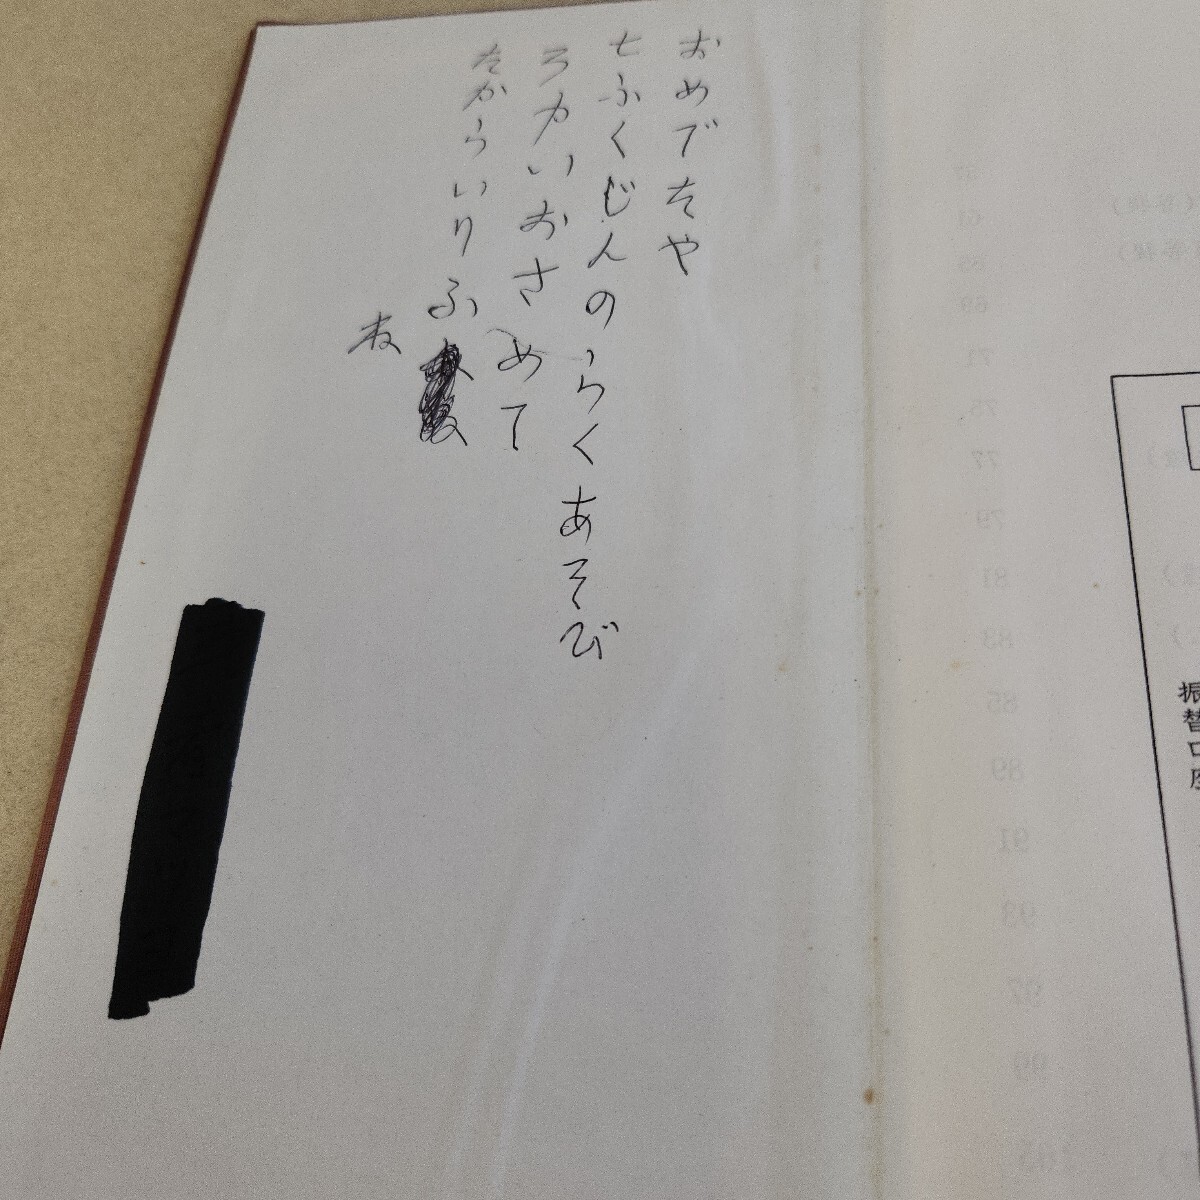 振替口座
おめでたや
七ふくじんのらくあそび
ろかいおさめて
たからいりふ
ね